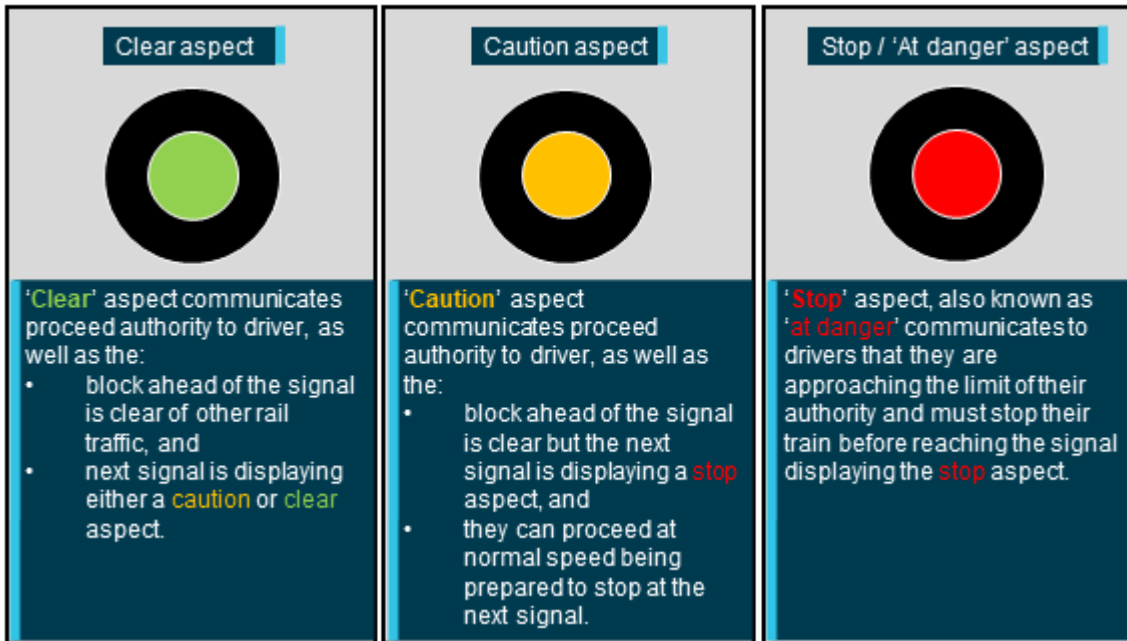 Clear aspect
‘Clear’ aspect communicates
proceed authority to driver, as
well as the:
• block ahead of the signal
is clear of other rail
traffic, and
• next signal is displaying
either a caution or clear
aspect.
Caution aspect
‘Caution’ aspect
communicates proceed
authority to driver, as well as
the:
• block ahead of the signal
is clear but the next
signal is displaying a stop
aspect, and
• they can proceed at
normal speed being
prepared to stop at the
next signal.
Stop / ‘At danger’ aspect
‘Stop’ aspect, also known as
‘at danger’ communicates to
drivers that they are
approaching the limit of their
authority and must stop their
train before reaching the signal
displaying the stop aspect.